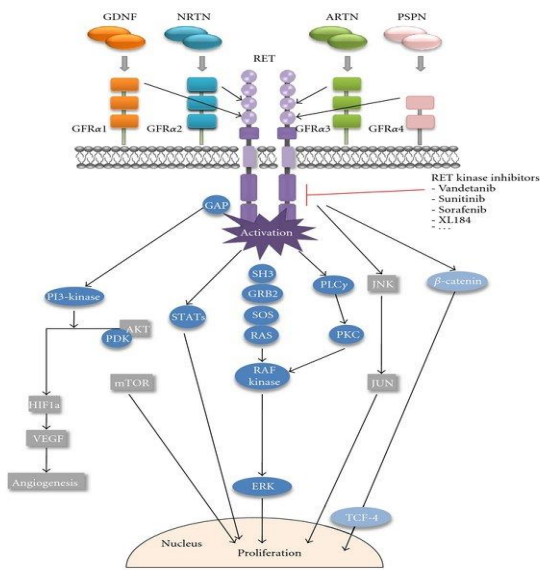 GDNF
NRTN
ARTN
PSPN
RET
GFRα1
GFRα2
GFRα3
GFRα4
RET kinase inhibitors
- Vandetanib
- Sunitinib
- Sorafenib
- XL184
- ...
GAP
Activation
SH3
GRB2
SOS
RAS
PLCγ
JNK
β-catenin
PI3-kinase
STATs
PKC
AKT
PDK
RAF
kinase
mTOR
JUN
HIF1a
VEGF
Angiogenesis
ERK
TCF-4
Nucleus
Proliferation